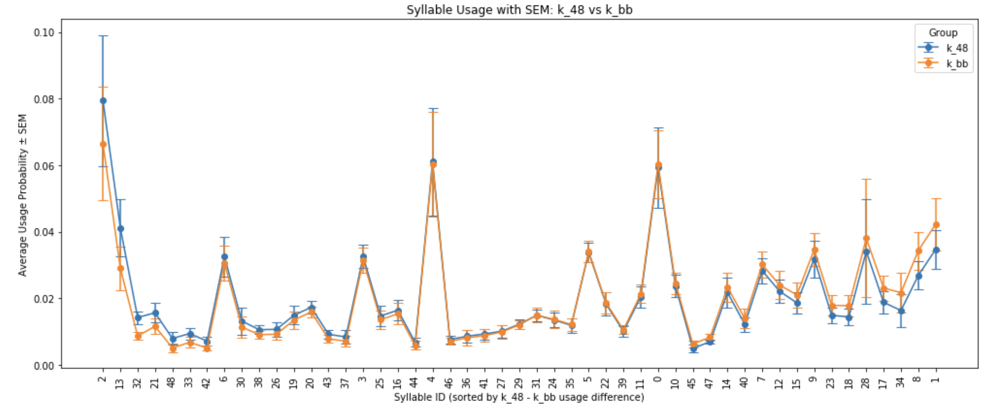 Syllable Usage with SEM: k_48 vs k_bb
Group
k_48
k_bb
Average Usage Probability ± SEM
0.10
0.08
0.06
0.04
0.02
0.00
2 13 32 21 48 33 42 6 30 38 26 19 20 43 37 3 25 16 44 4 46 36 41 27 29 31 24 35 5 22 39 11 0 10 45 47 14 40 7 12 15 9 23 18 28 17 34 8 1
Syllable ID (sorted by k_48 - k_bb usage difference)